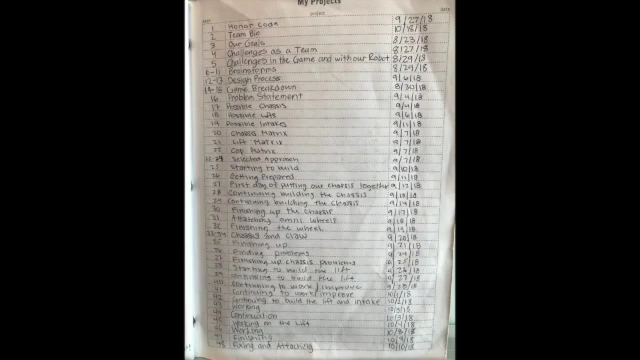 My Projects
1 Honor Code 9/27/18
2 Team Bio 10/18/18
3 Our Goals 8/23/18
4 Challenges as a Team 8/27/18
5 Challenges in the Game and with our Robot 8/29/18
6-11 Brainstorms 8/29/18
12-13 Design Process 9/6/18
14-15 Game Breakdown 8/30/18
16 Problem Statement 9/4/18
17 Possible Chassis 9/4/18
18 Possible Lifts 9/6/18
19 Possible Intakes 9/11/18
20 Chassis Matrix 9/7/18
21 Lift Matrix 9/7/18
22 Cap Matrix 9/7/18
Selected Approach 9/7/18
25 Starting to build 9/10/18
26 Getting Prepared 9/11/18
27 First day of putting our chassis together 9/12/18
28 Continuing building the chassis
29 Continuing building the chassis 9/14/18
30 Finishing up the chassis 9/17/18
31 Attaching omni wheels 9/18/18
32 Finishing the wheel 9/19/18
33-34 Chassis and claw 9/20/18
35 Finishing up 9/21/18
36 Finding problems 9/24/18
37 Finishing up chassis problems 9/25/18
38 Starting to build the lift 9/26/18
39 Continuing to build the lift 9/27/18
Continuing to work/improve 9/28/18
Continuing to work/improve 10/1/18
Continuing to build the lift and intake 10/2/18
Working
Continuation 10/3/18
Working on the Lift
Working 10/8/18
Finishing 10/9/18
48 Fixing and Attaching 10/10/18